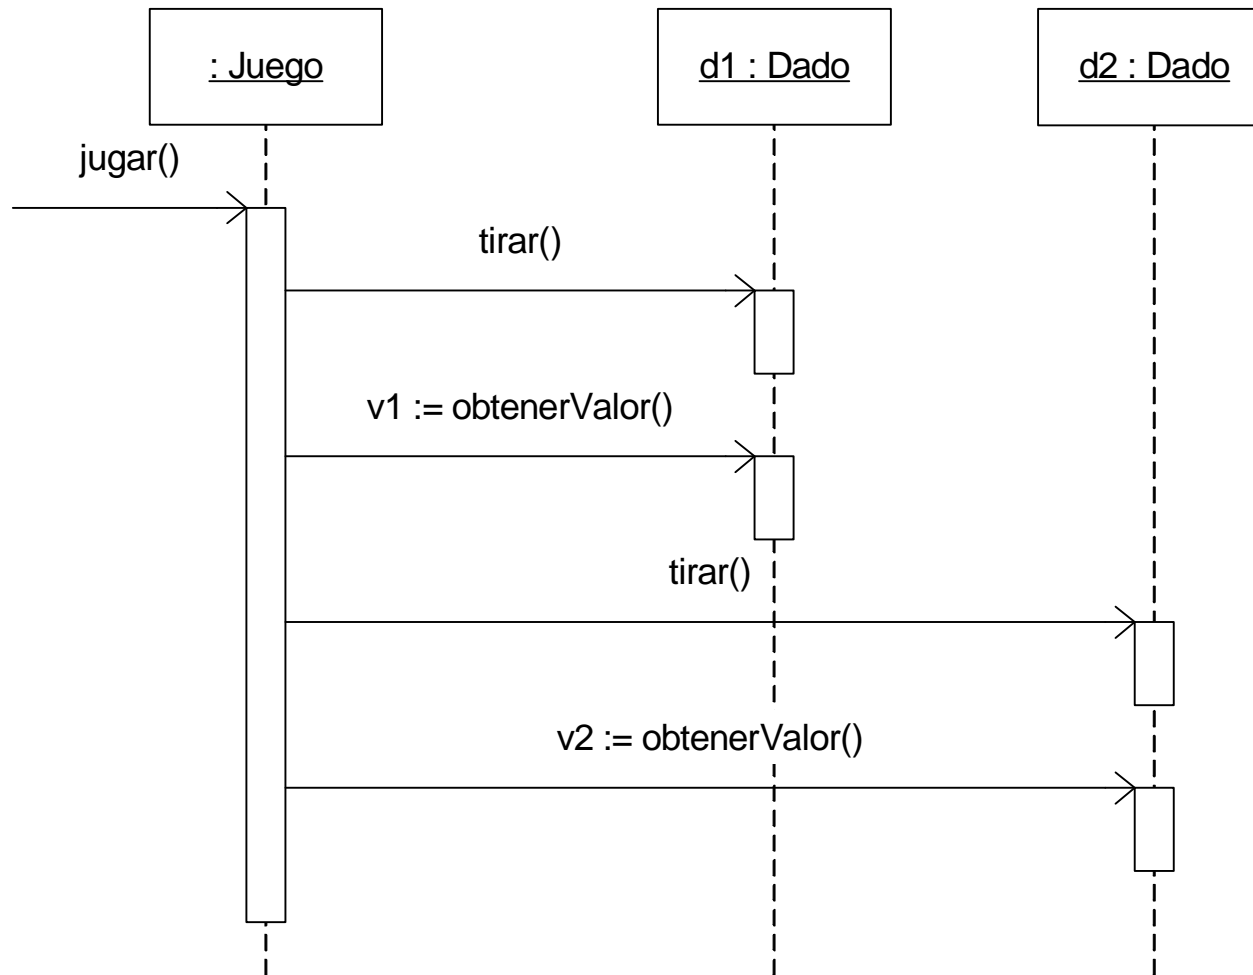 : Juego
d1 : Dado
d2 : Dado
jugar()
tirar()
v1 := obtenerValor()
tirar()
v2 := obtenerValor()